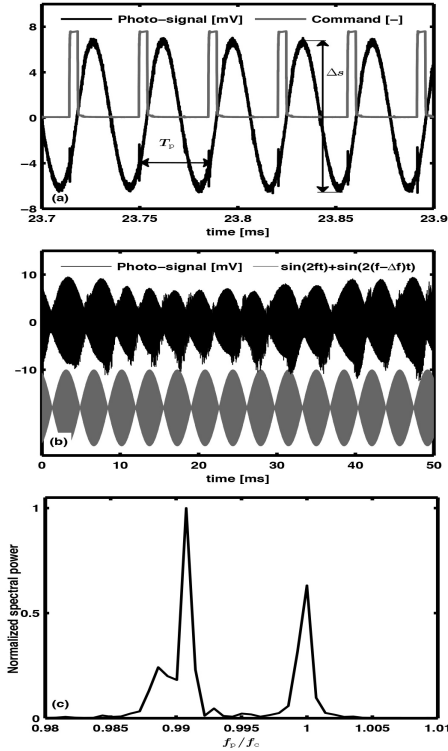 Photo-signal [mV] Command [-]
8
4
0
-4
-8
Δs
Tp
(a)
23.7 23.75 23.8 23.85 23.9
time [ms]
Photo-signal [mV] sin(2ft)+sin(2(f-Δf)t)
10
0
-10
(b)
0 10 20 30 40 50
time [ms]
Normalized spectral power
1
0.5
0
(c)
0.98 0.985 0.99 0.995 1 1.005 1.01
fp/fc